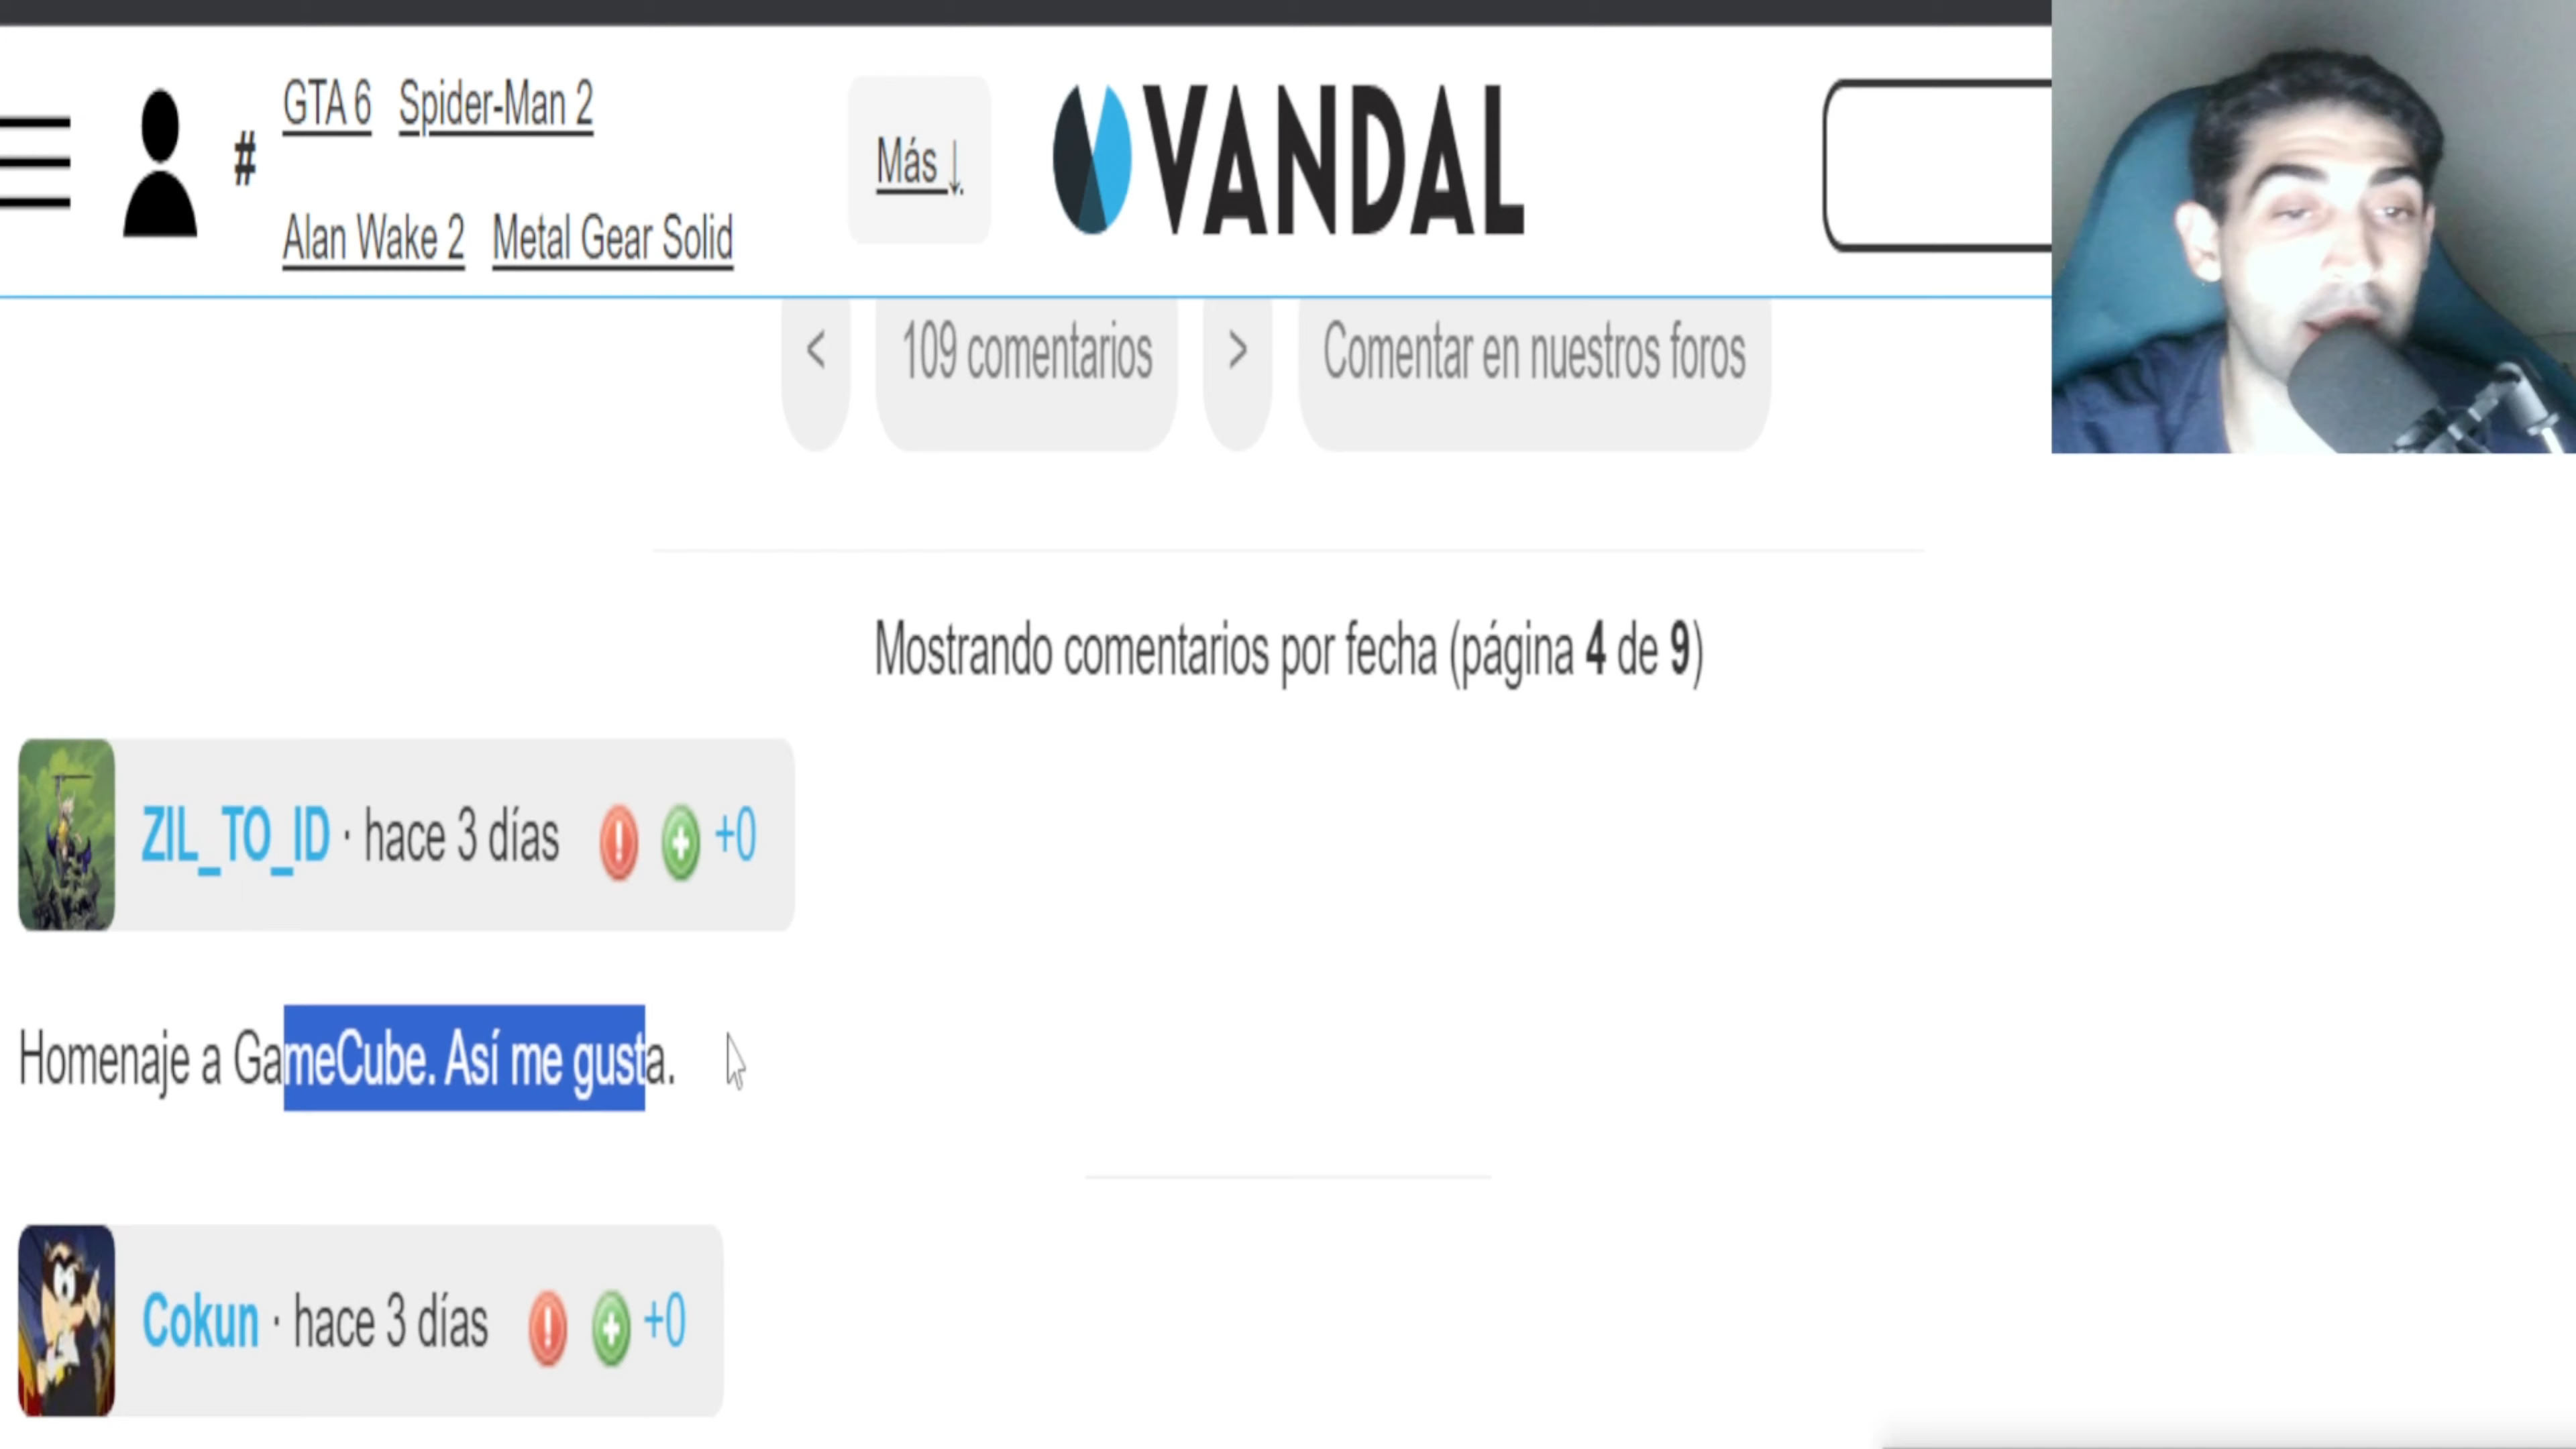 GTA 6 Spider-Man 2
#
Alan Wake 2 Metal Gear Solid
Más ↓
VANDAL
< 109 comentarios > Comentar en nuestros foros
Mostrando comentarios por fecha (página 4 de 9)
ZIL_TO_ID · hace 3 días ! + +0
Homenaje a GameCube. Así me gusta.
Cokun · hace 3 días ! + +0